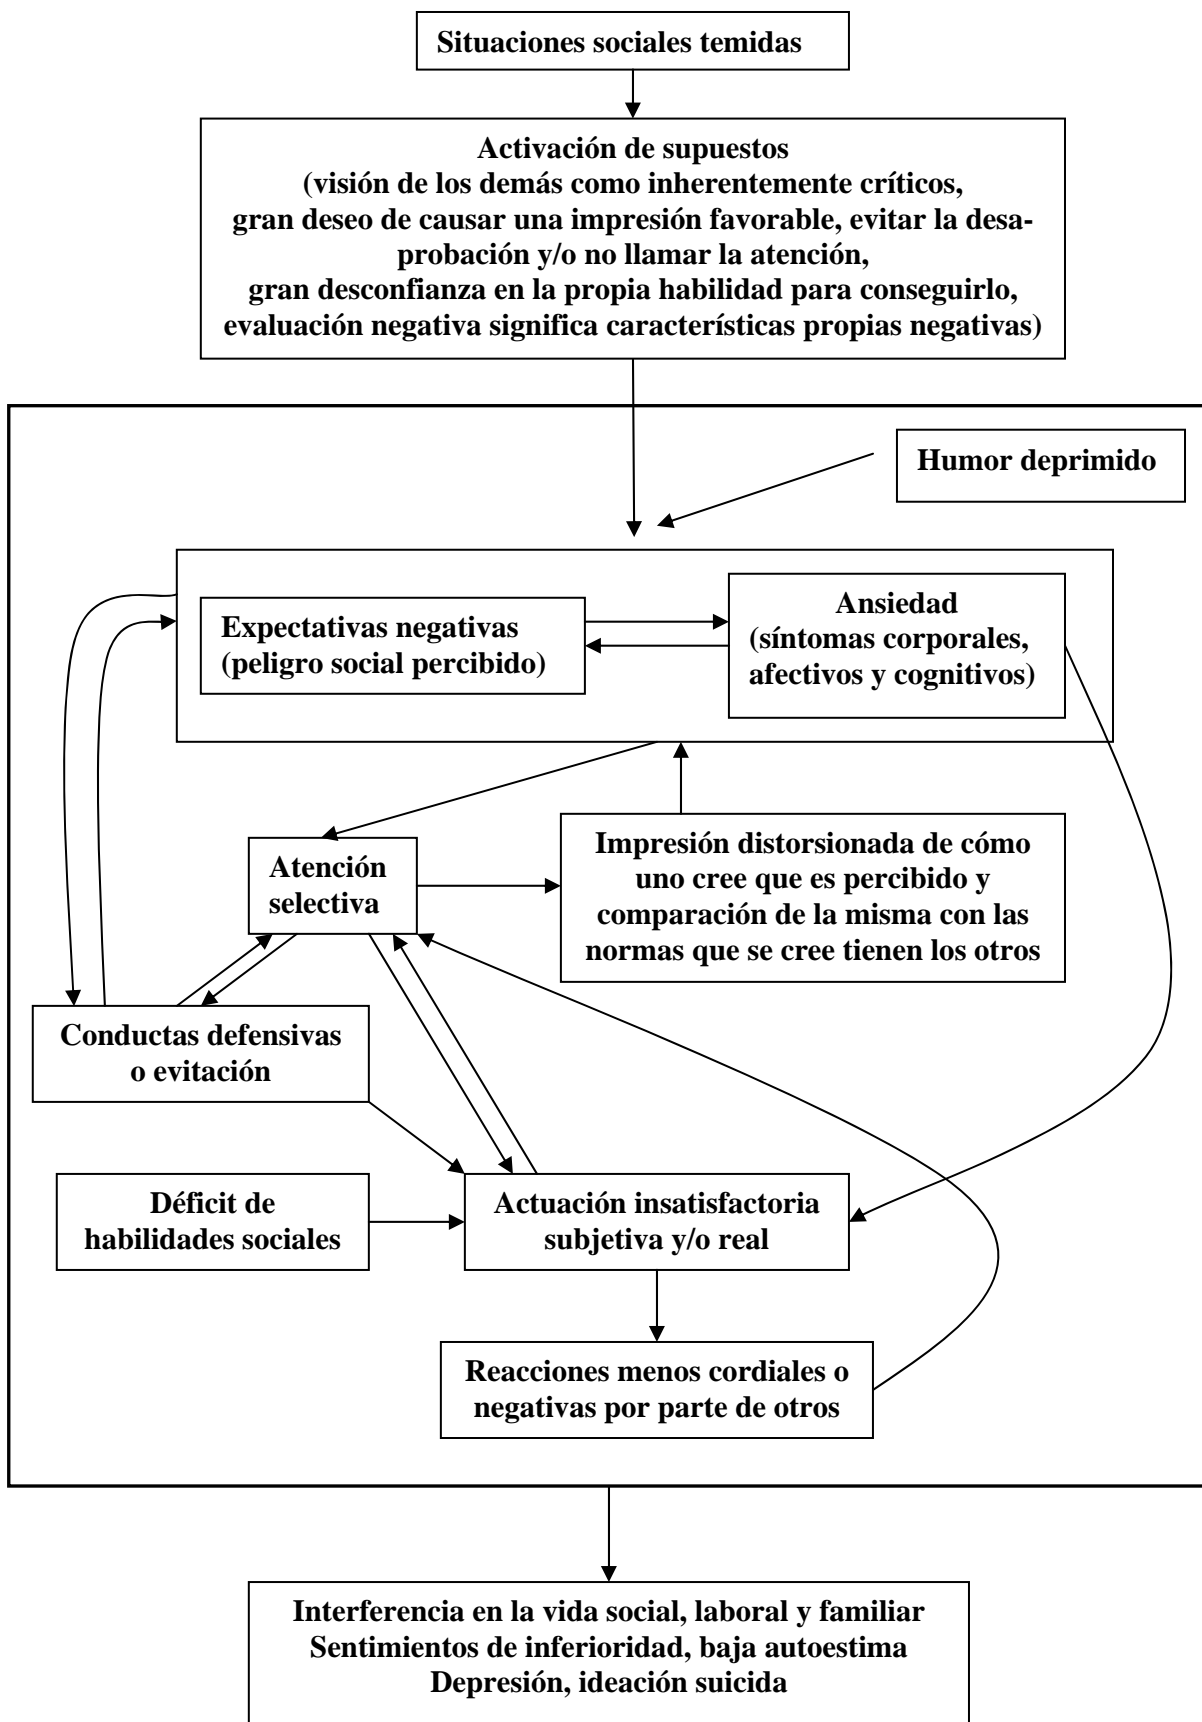 Situaciones sociales temidas
Activación de supuestos
(visión de los demás como inherentemente críticos,
gran deseo de causar una impresión favorable, evitar la desa-
probación y/o no llamar la atención,
gran desconfianza en la propia habilidad para conseguirlo,
evaluación negativa significa características propias negativas)
Humor deprimido
Expectativas negativas
(peligro social percibido)
Ansiedad
(síntomas corporales,
afectivos y cognitivos)
Atención
selectiva
Impresión distorsionada de cómo
uno cree que es percibido y
comparación de la misma con las
normas que se cree tienen los otros
Conductas defensivas
o evitación
Déficit de
habilidades sociales
Actuación insatisfactoria
subjetiva y/o real
Reacciones menos cordiales o
negativas por parte de otros
Interferencia en la vida social, laboral y familiar
Sentimientos de inferioridad, baja autoestima
Depresión, ideación suicida